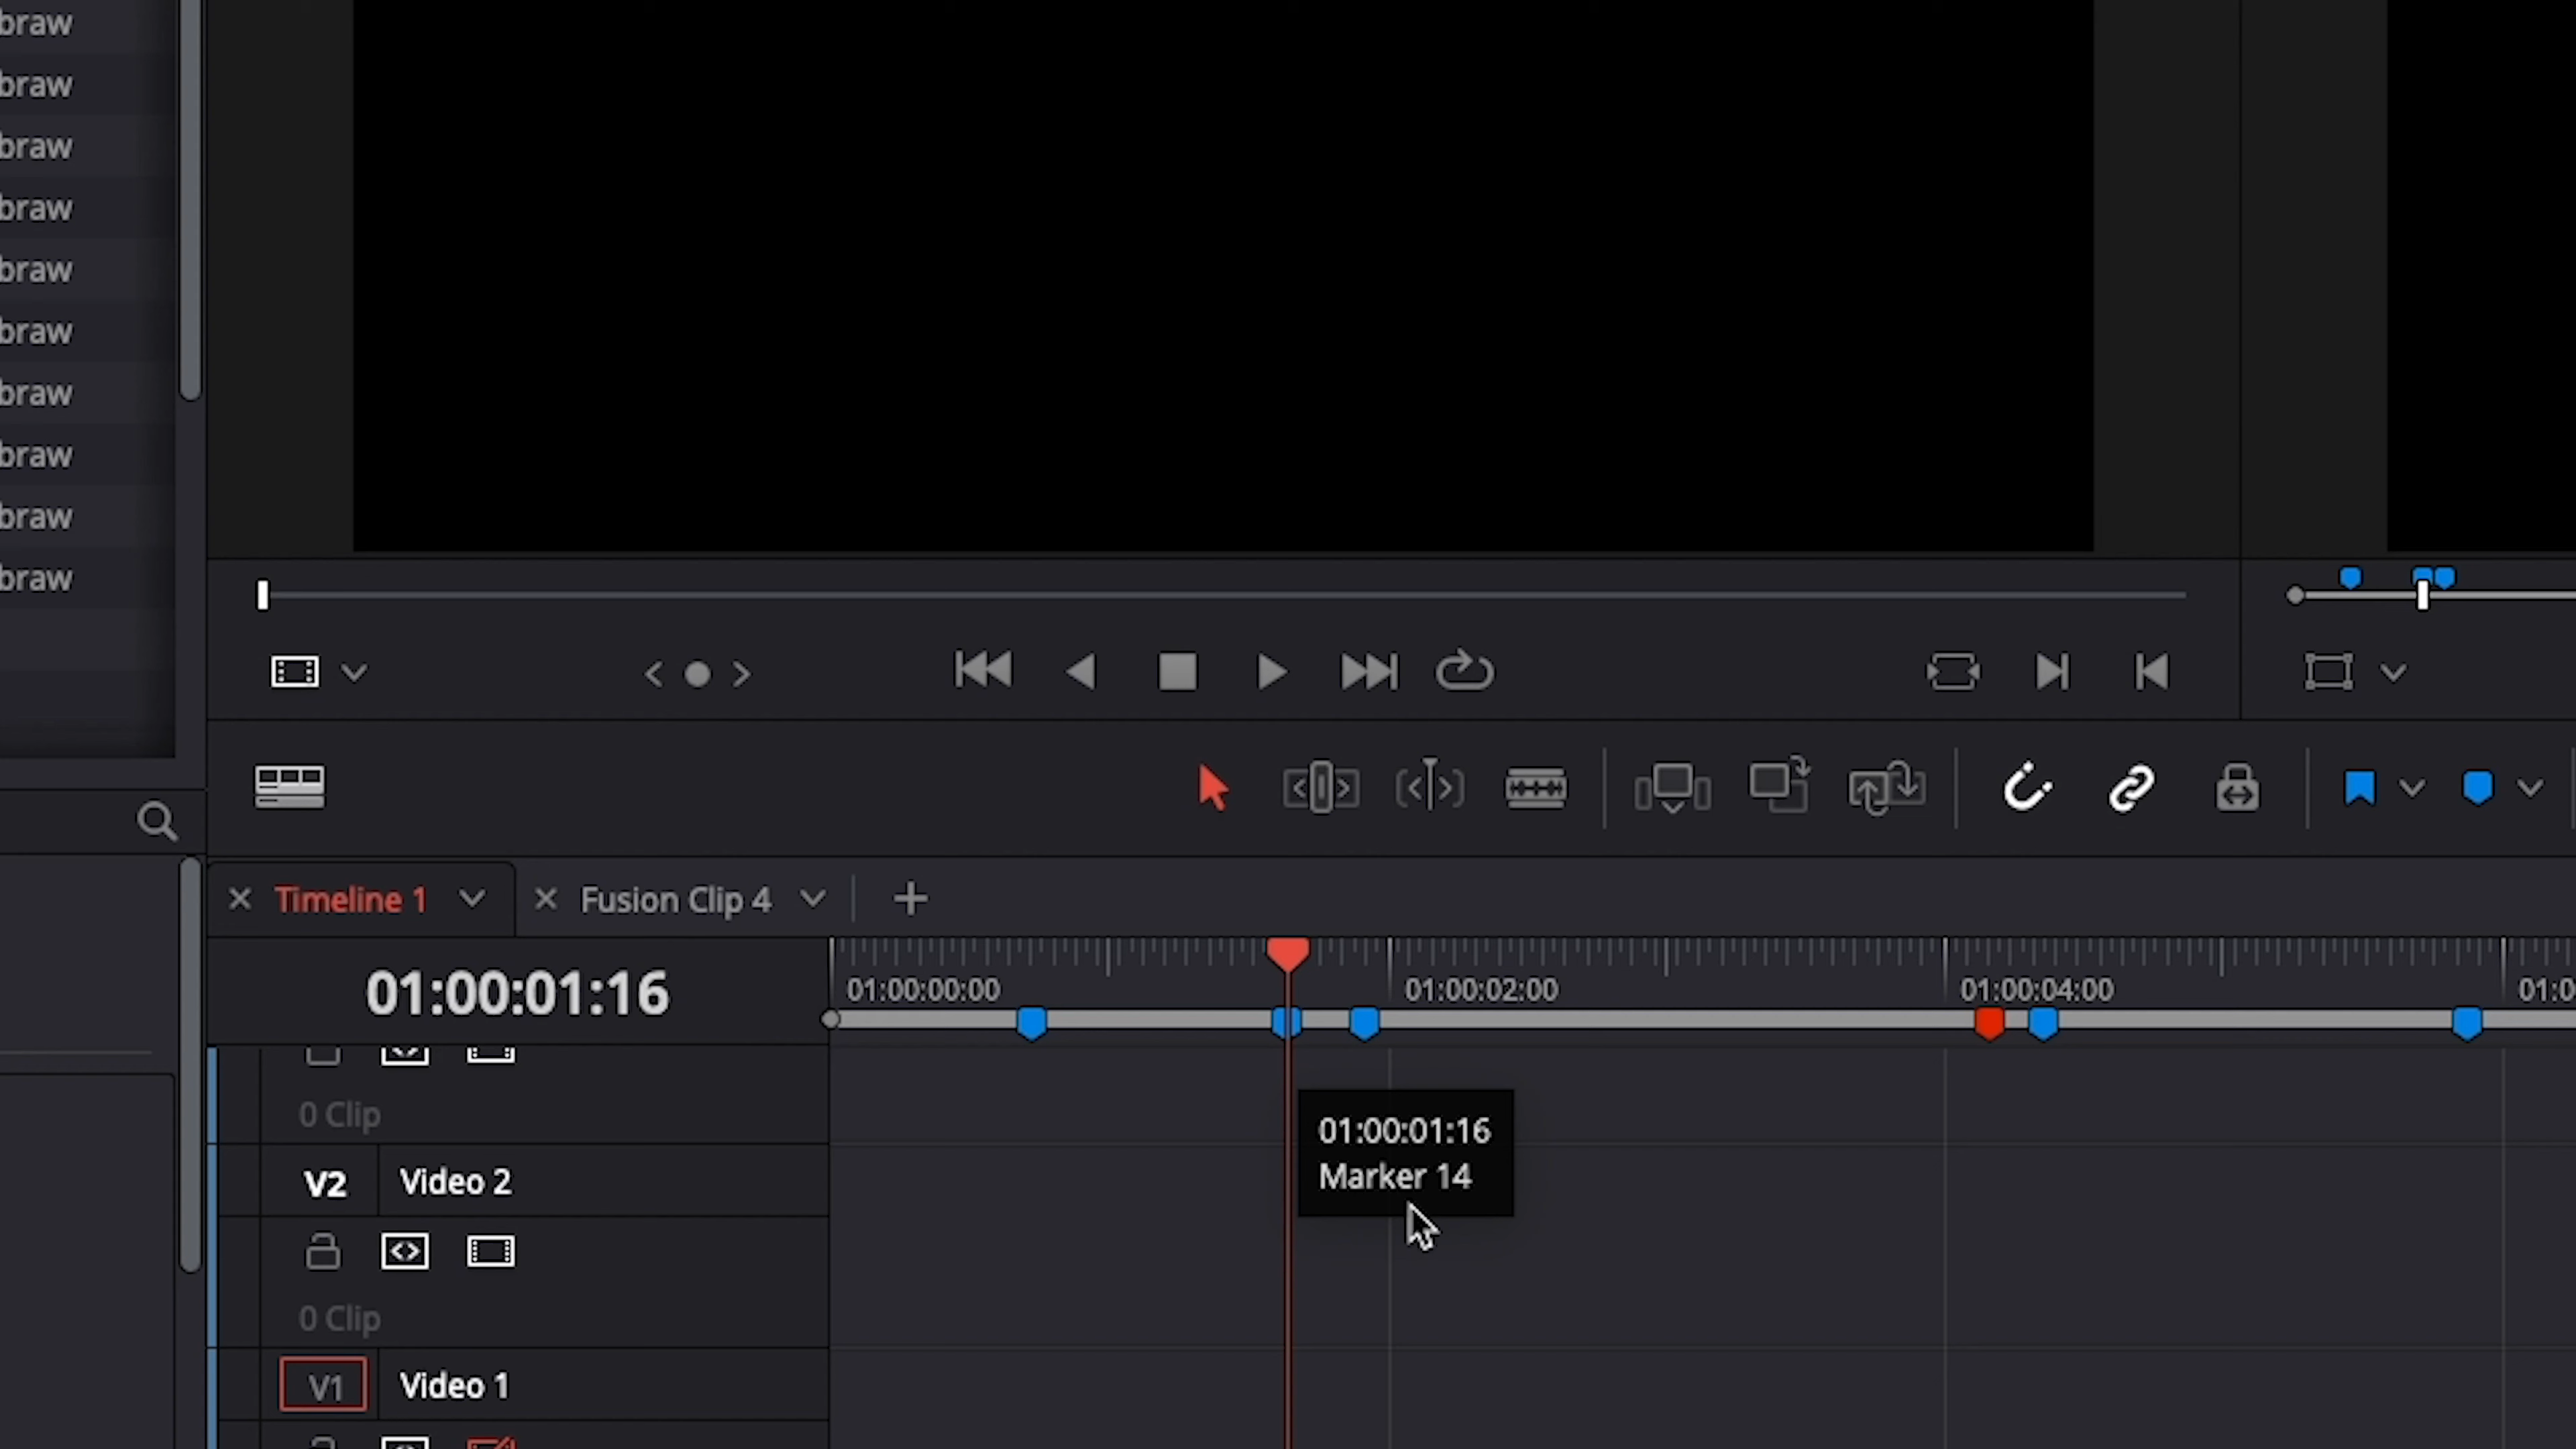 braw
braw
braw
braw
braw
braw
braw
braw
braw
braw
Timeline 1
Fusion Clip 4
01:00:01:16
01:00:00:00
01:00:02:00
01:00:04:00
01:0
0 Clip
01:00:01:16
Marker 14
V2 Video 2
0 Clip
V1 Video 1